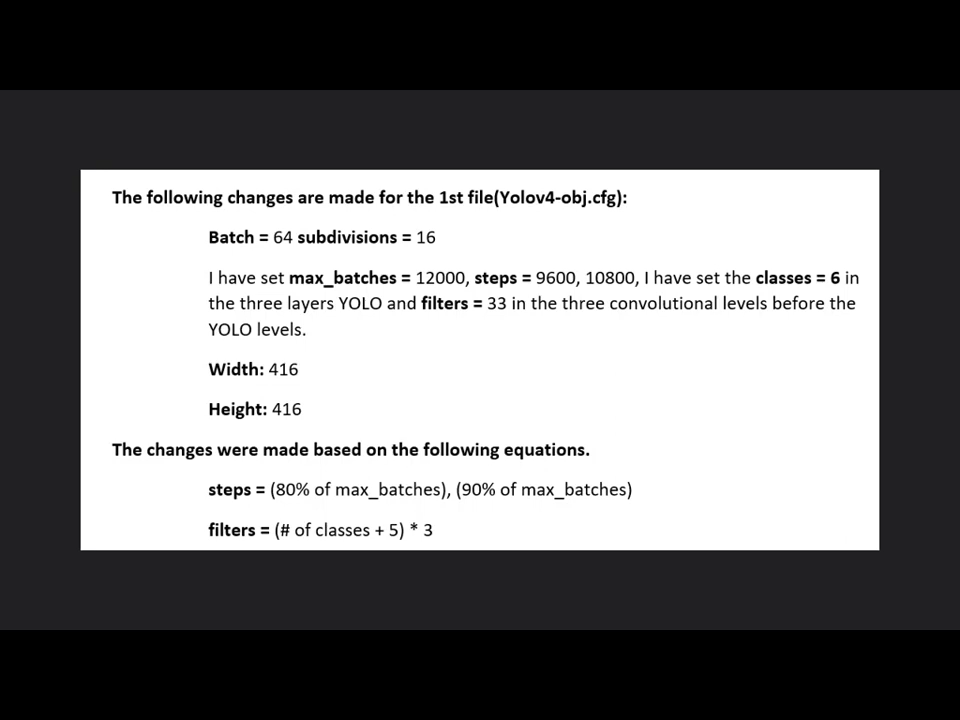 The following changes are made for the 1st file(Yolov4-obj.cfg):
Batch = 64 subdivisions = 16
I have set max_batches = 12000, steps = 9600, 10800, I have set the classes = 6 in
the three layers YOLO and filters = 33 in the three convolutional levels before the
YOLO levels.
Width: 416
Height: 416
The changes were made based on the following equations.
steps = (80% of max_batches), (90% of max_batches)
filters = (# of classes + 5) * 3